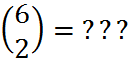 (6 2) = ? ? ?